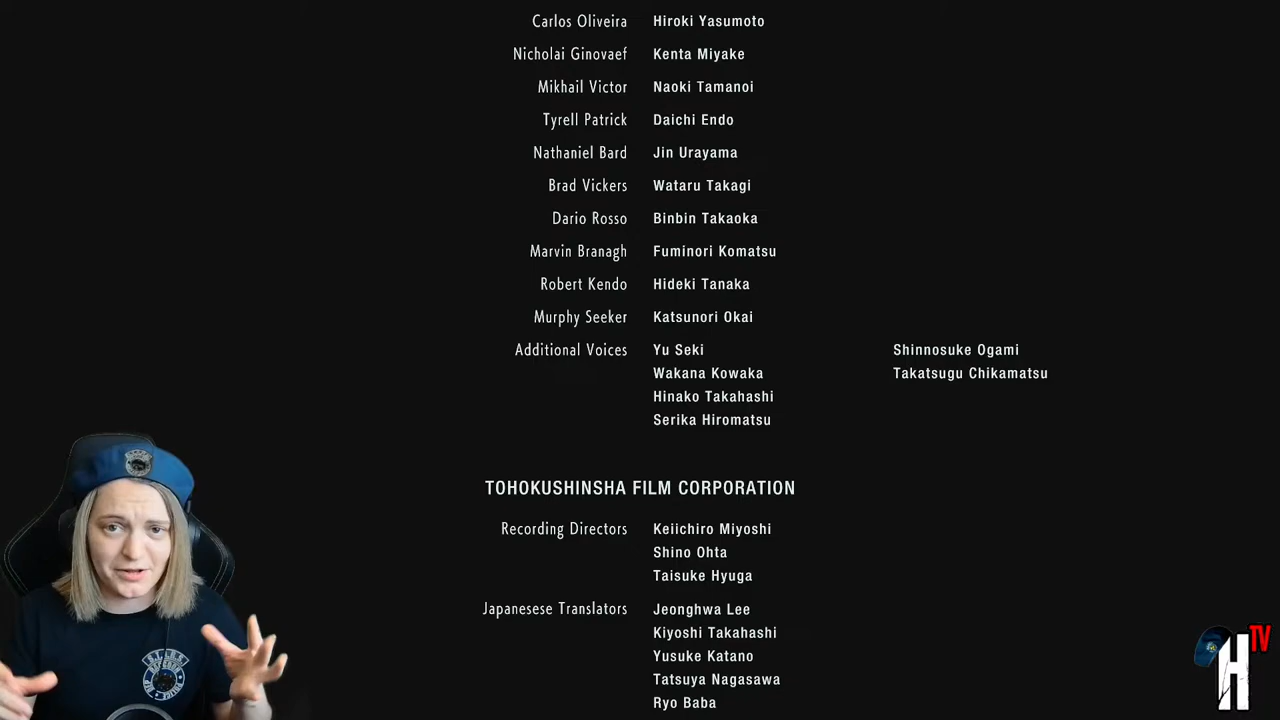 Carlos Oliveira Hiroki Yasumoto
Nicholai Ginovaef Kenta Miyake
Mikhail Victor Naoki Tamanoi
Tyrell Patrick Daichi Endo
Nathaniel Bard Jin Urayama
Brad Vickers Wataru Takagi
Dario Rosso Binbin Takaoka
Marvin Branagh Fuminori Komatsu
Robert Kendo Hideki Tanaka
Murphy Seeker Katsunori Okai
Additional Voices Yu Seki Shinnosuke Ogami
Wakana Kowaka Takatsugu Chikamatsu
Hinako Takahashi
Serika Hiromatsu
TOHOKUSHINSHA FILM CORPORATION
Recording Directors Keiichiro Miyoshi
Shino Ohta
Taisuke Hyuga
Japanesese Translators Jeonghwa Lee
Kiyoshi Takahashi
Yusuke Katano
Tatsuya Nagasawa
Ryo Baba
S.T.A.R.S.
H TV